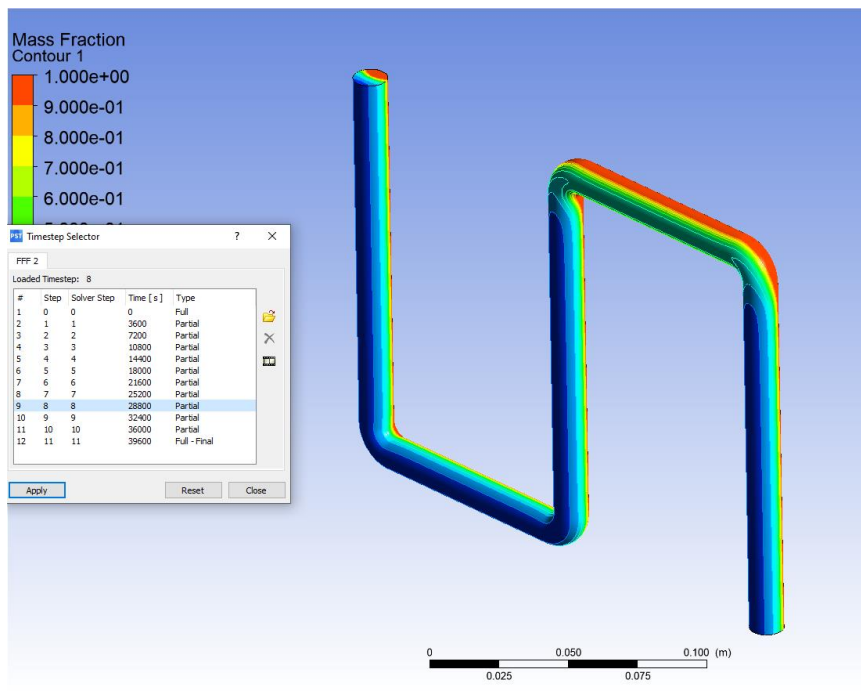 Mass Fraction
Contour 1
1.000e+00
9.000e-01
8.000e-01
7.000e-01
6.000e-01
PST Timestep Selector ? ×
FFF 2
Loaded Timestep: 8
# Step Solver Step Time [ s ] Type
1 0 0 0 Full
2 1 1 3600 Partial
3 2 2 7200 Partial
4 3 3 10800 Partial
5 4 4 14400 Partial
6 5 5 18000 Partial
7 6 6 21600 Partial
8 7 7 25200 Partial
9 8 8 28800 Partial
10 9 9 32400 Partial
11 10 10 36000 Partial
12 11 11 39600 Full - Final
Apply Reset Close
0 0.050 0.100 (m)
0.025 0.075